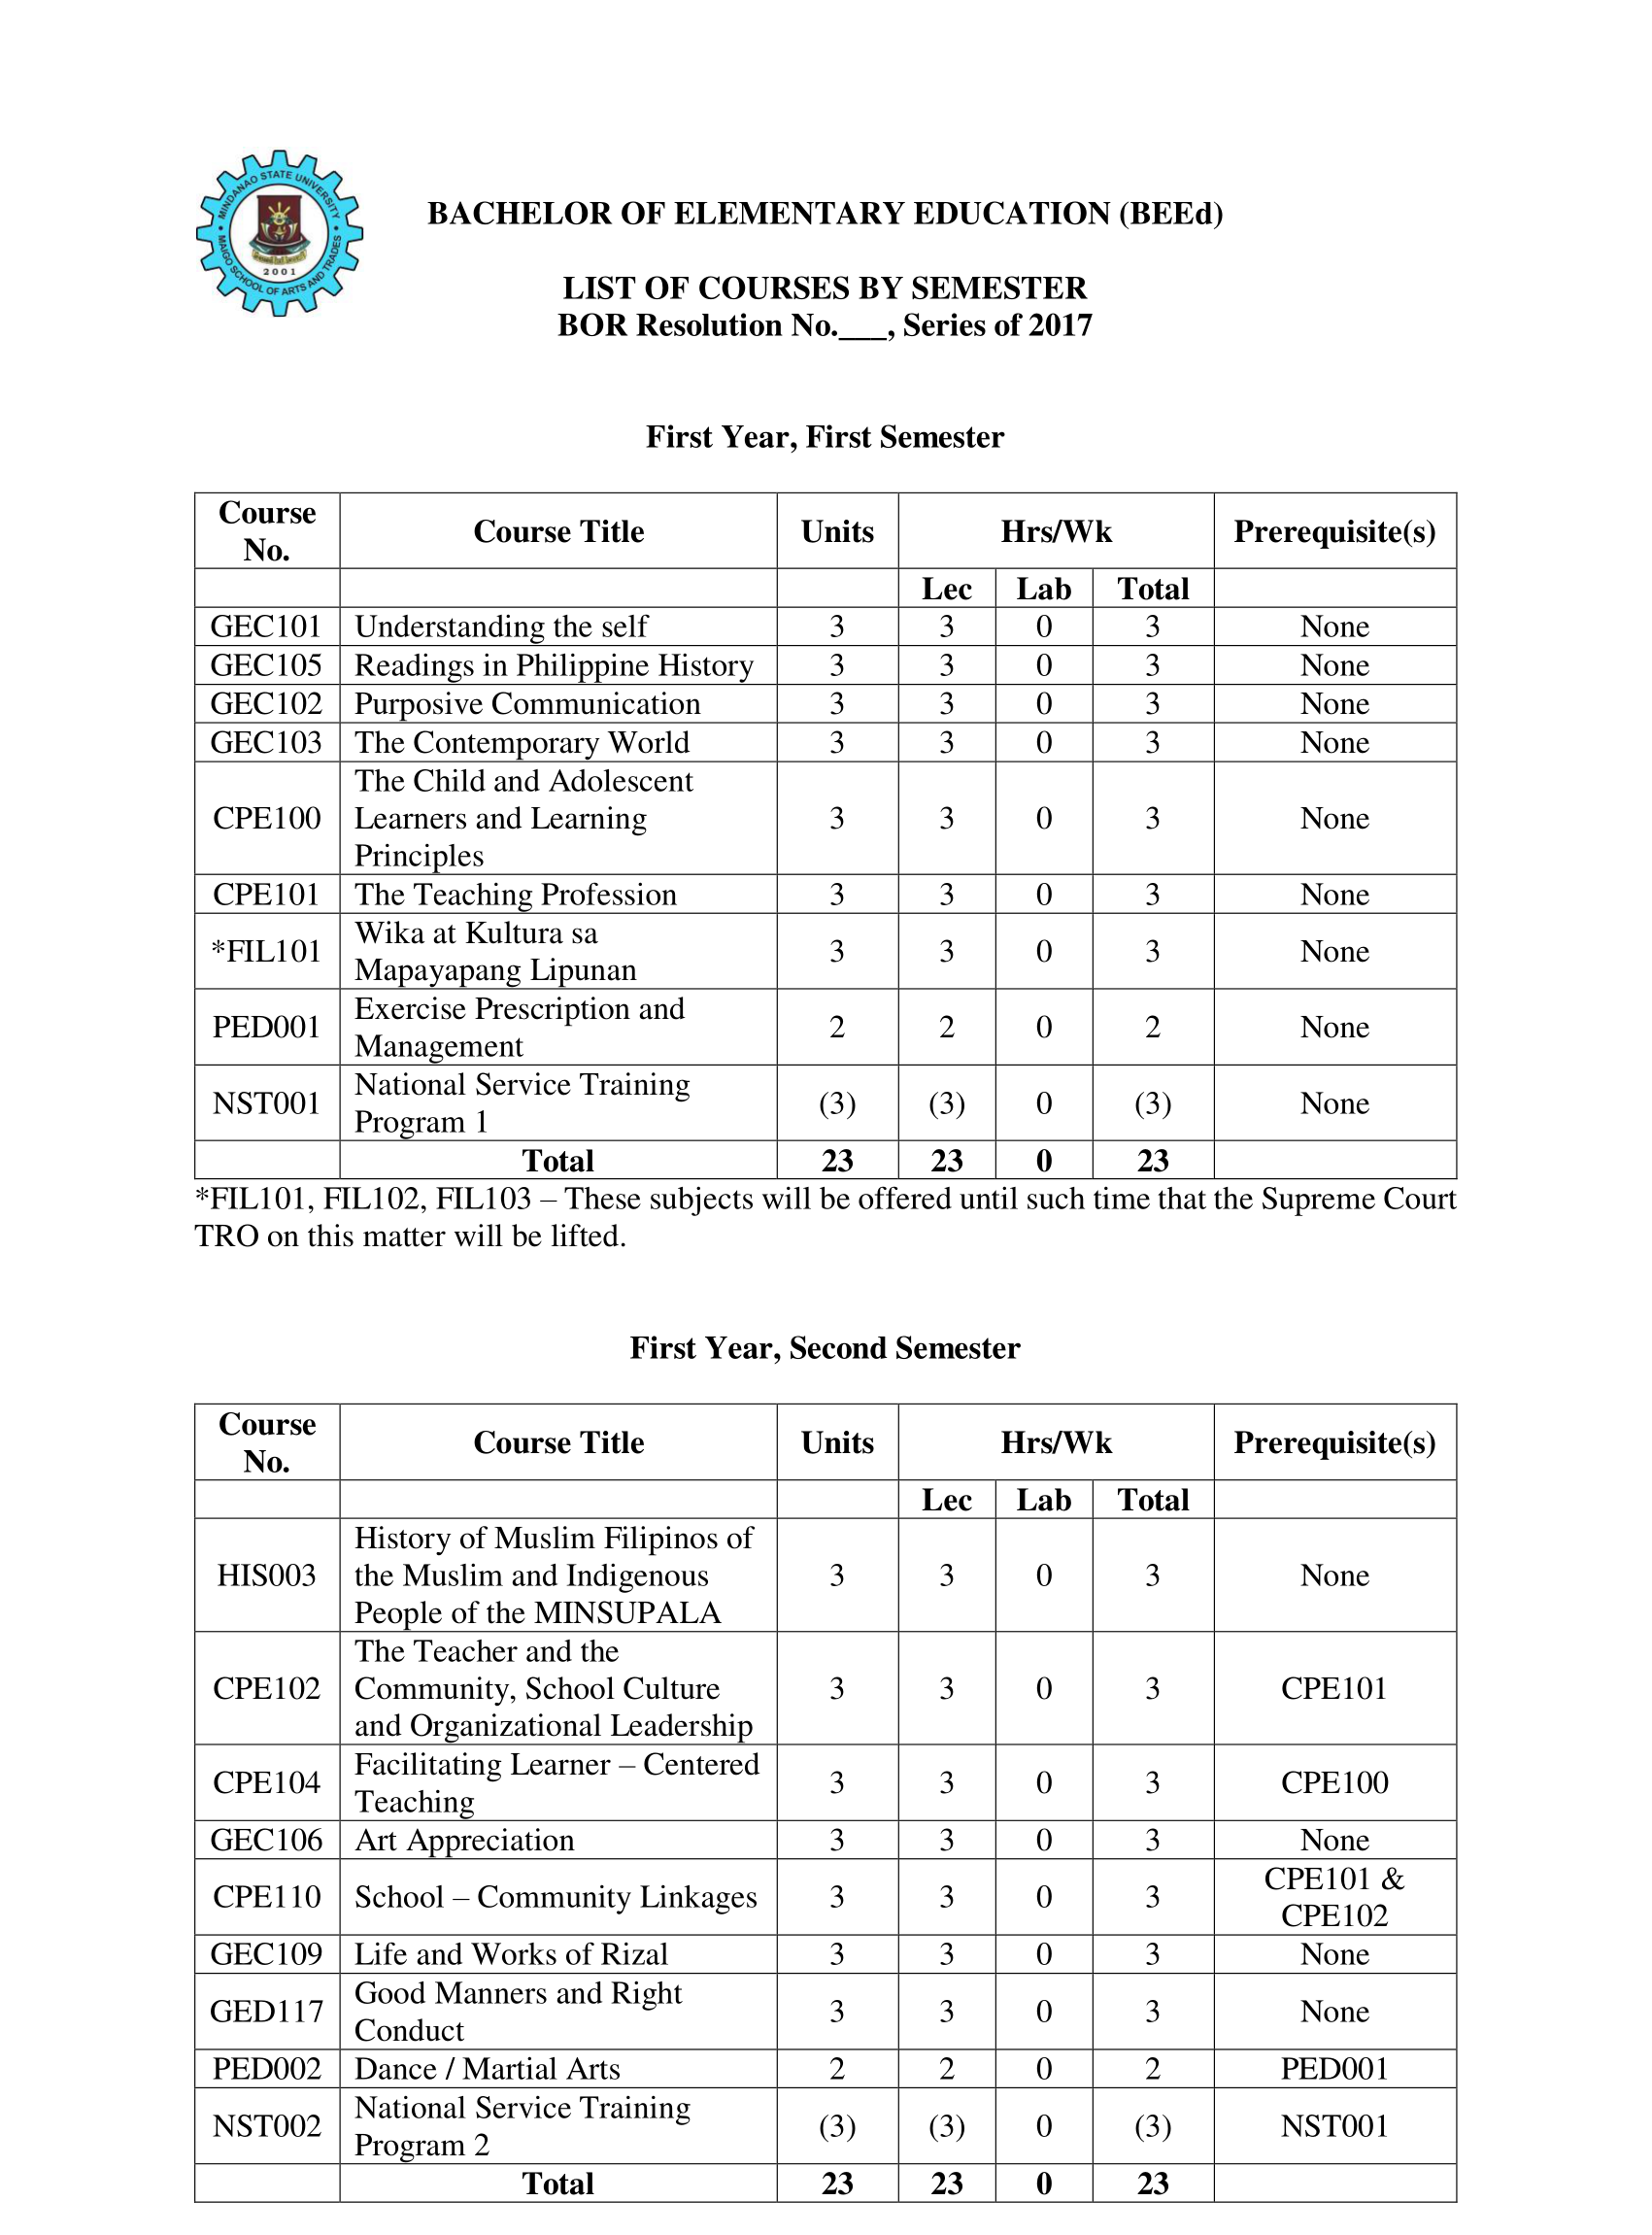 MINDANAO STATE UNIVERSITY
MAIGO SCHOOL OF ARTS AND TRADES
2001
BACHELOR OF ELEMENTARY EDUCATION (BEEd)
LIST OF COURSES BY SEMESTER
BOR Resolution No.___, Series of 2017
First Year, First Semester
Course No. Course Title Units Hrs/Wk Prerequisite(s)
Lec Lab Total
GEC101 Understanding the self 3 3 0 3 None
GEC105 Readings in Philippine History 3 3 0 3 None
GEC102 Purposive Communication 3 3 0 3 None
GEC103 The Contemporary World 3 3 0 3 None
CPE100 The Child and Adolescent Learners and Learning Principles 3 3 0 3 None
CPE101 The Teaching Profession 3 3 0 3 None
*FIL101 Wika at Kultura sa Mapayapang Lipunan 3 3 0 3 None
PED001 Exercise Prescription and Management 2 2 0 2 None
NST001 National Service Training Program 1 (3) (3) 0 (3) None
Total 23 23 0 23
*FIL101, FIL102, FIL103 – These subjects will be offered until such time that the Supreme Court
TRO on this matter will be lifted.
First Year, Second Semester
Course No. Course Title Units Hrs/Wk Prerequisite(s)
Lec Lab Total
HIS003 History of Muslim Filipinos of the Muslim and Indigenous People of the MINSUPALA 3 3 0 3 None
CPE102 The Teacher and the Community, School Culture and Organizational Leadership 3 3 0 3 CPE101
CPE104 Facilitating Learner – Centered Teaching 3 3 0 3 CPE100
GEC106 Art Appreciation 3 3 0 3 None
CPE110 School – Community Linkages 3 3 0 3 CPE101 & CPE102
GEC109 Life and Works of Rizal 3 3 0 3 None
GED117 Good Manners and Right Conduct 3 3 0 3 None
PED002 Dance / Martial Arts 2 2 0 2 PED001
NST002 National Service Training Program 2 (3) (3) 0 (3) NST001
Total 23 23 0 23